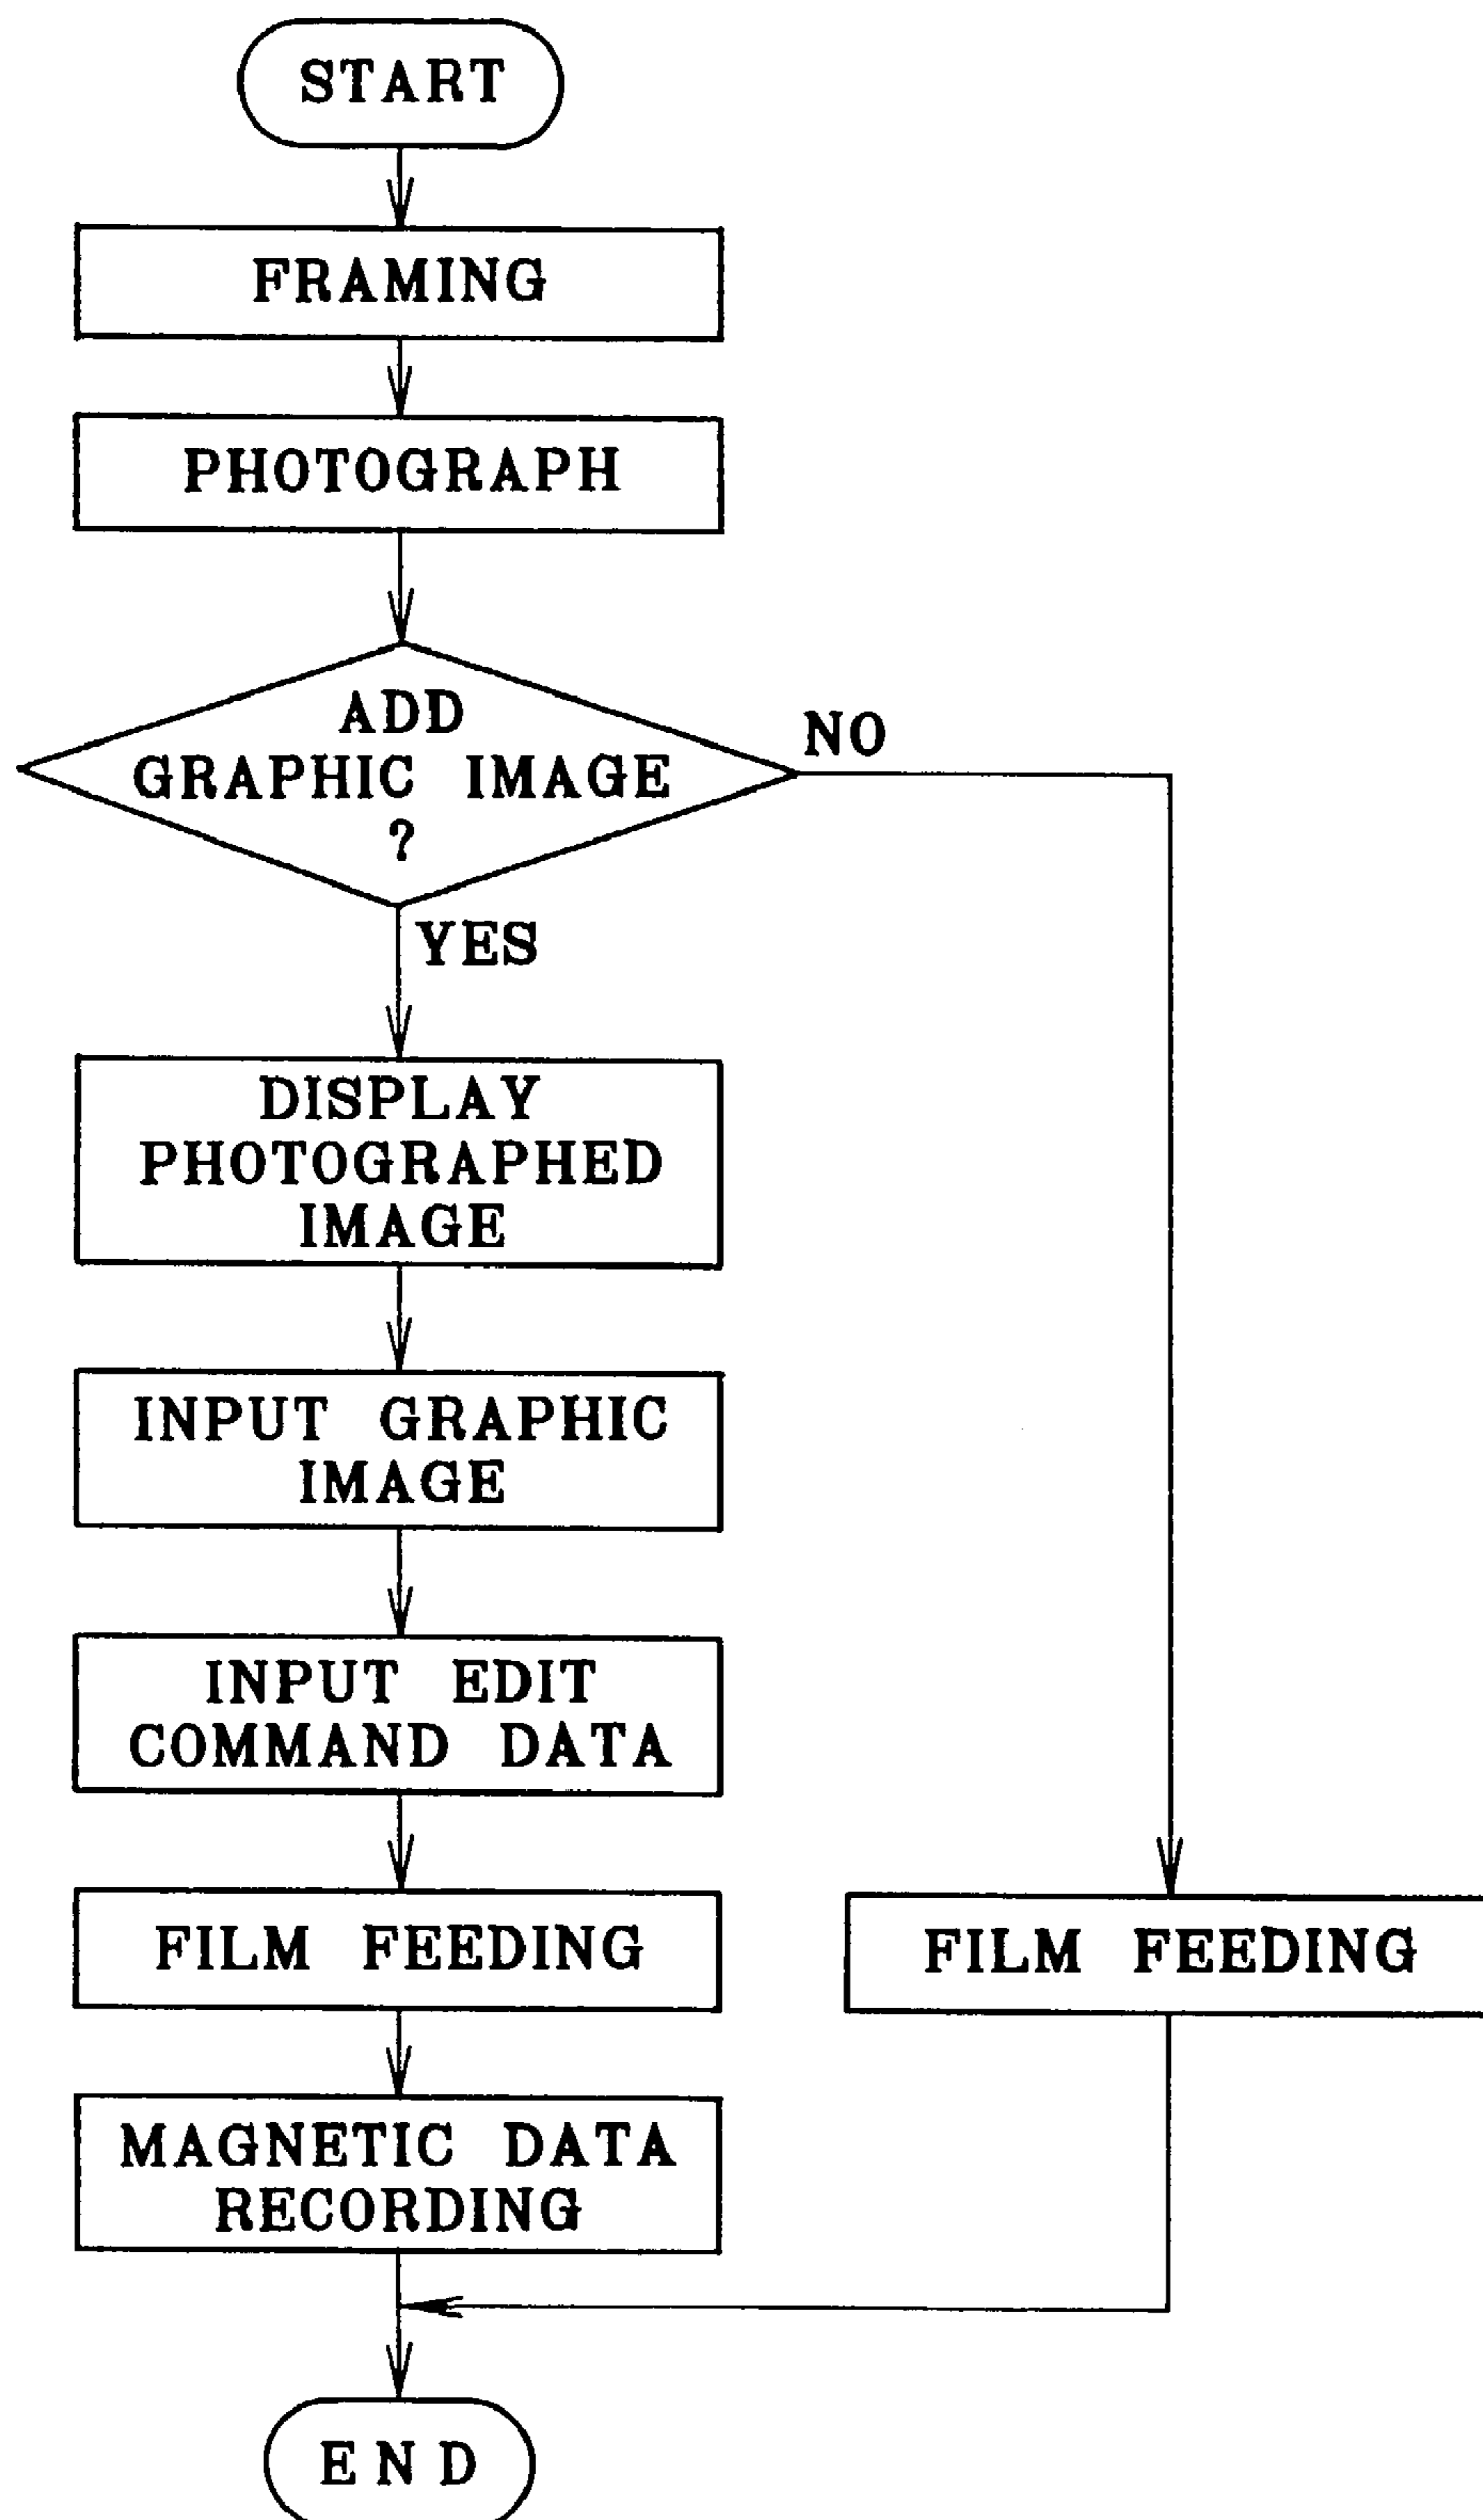 START
FRAMING
PHOTOGRAPH
ADD
GRAPHIC IMAGE
?
NO
YES
DISPLAY
PHOTOGRAPHED
IMAGE
INPUT GRAPHIC
IMAGE
INPUT EDIT
COMMAND DATA
FILM FEEDING
FILM FEEDING
MAGNETIC DATA
RECORDING
END